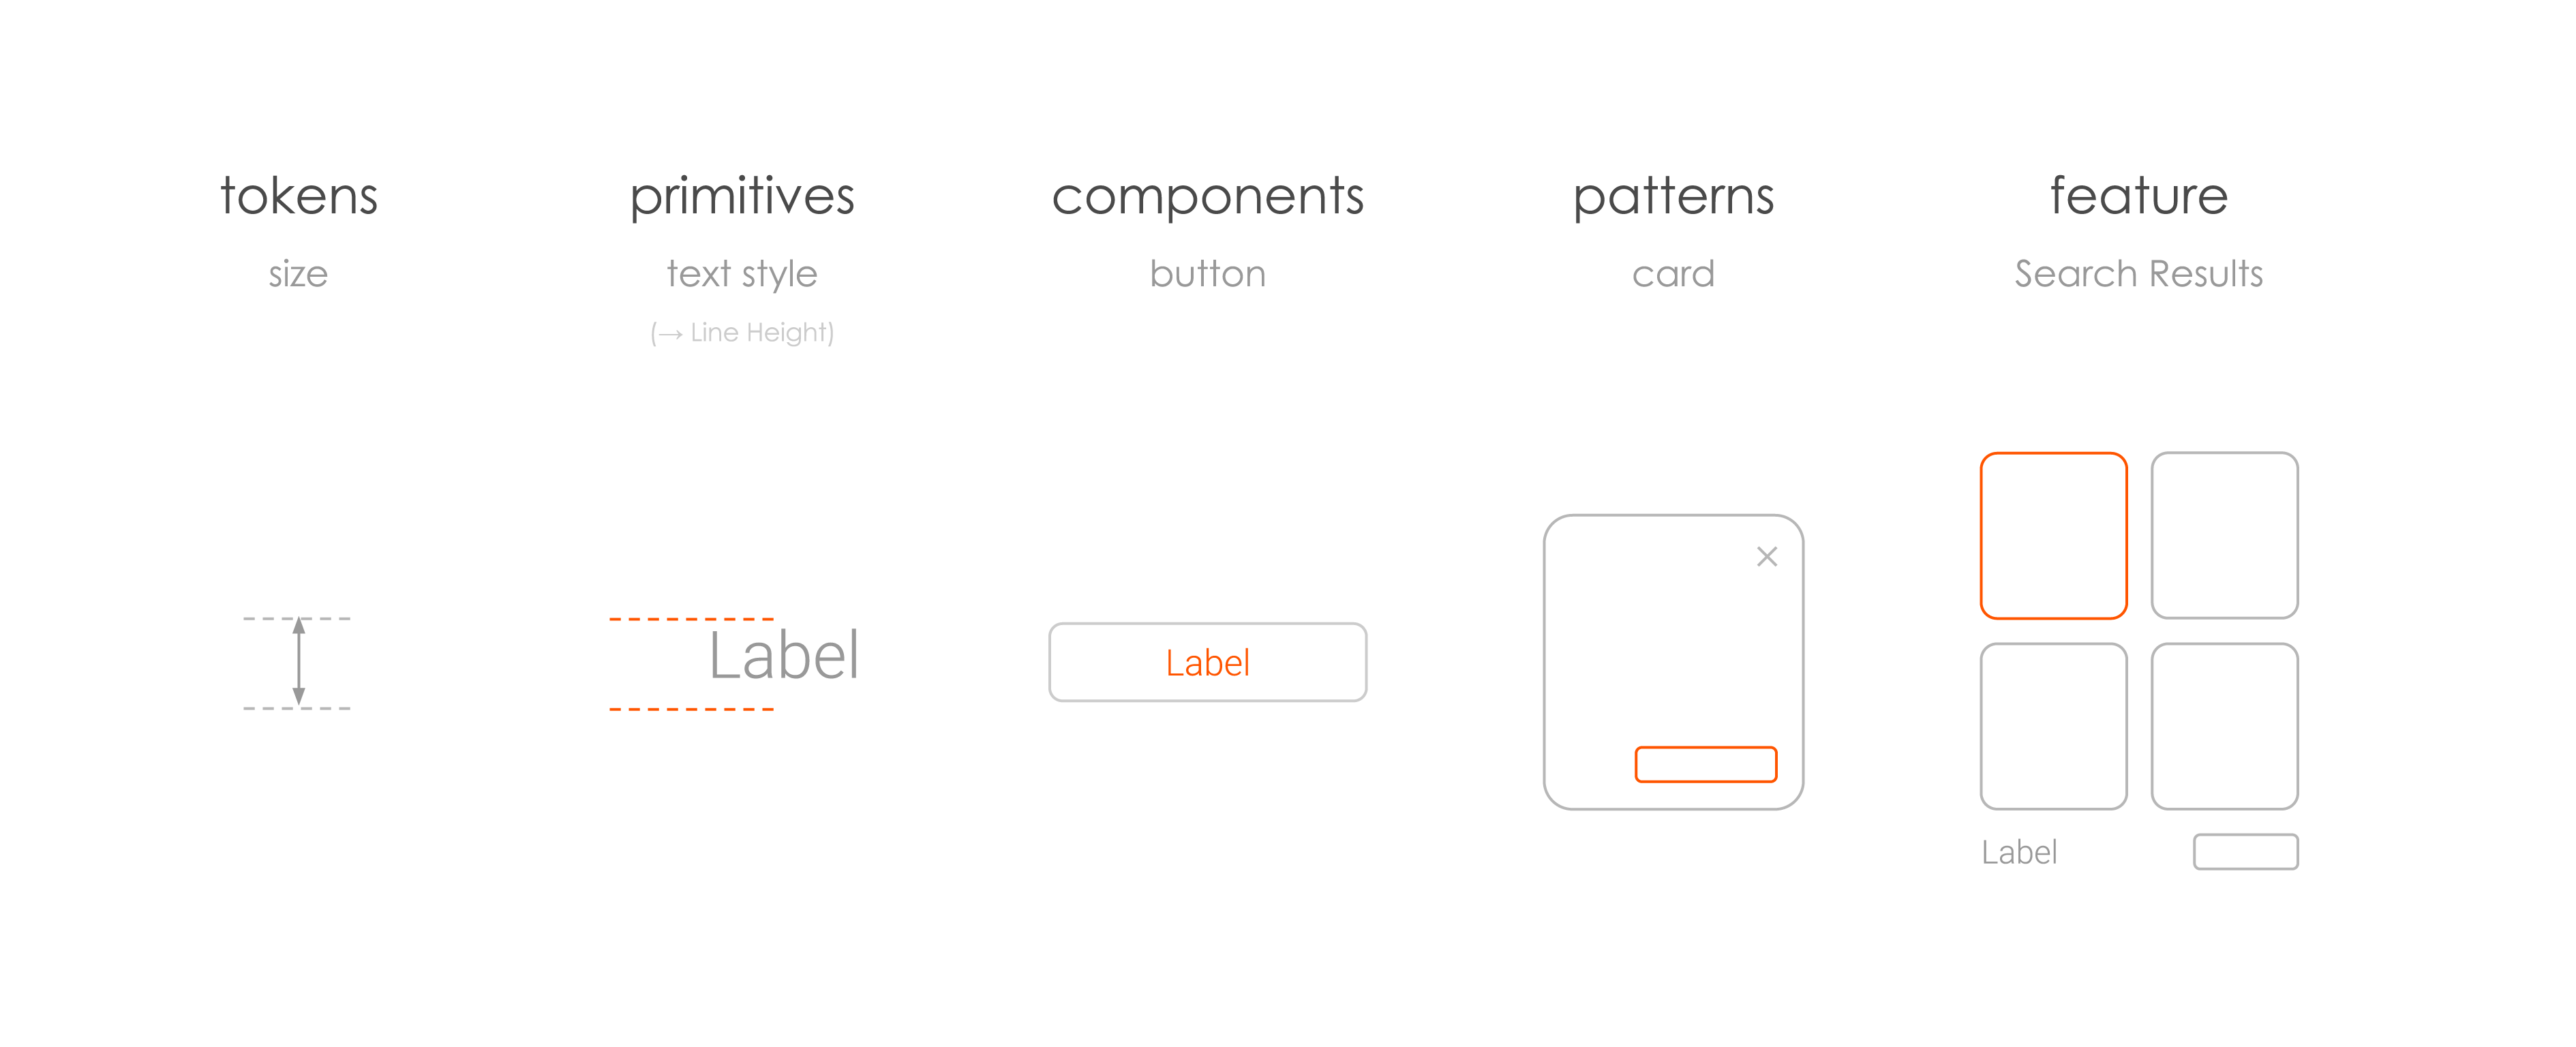 tokens
size
primitives
text style
(→ Line Height)
components
button
patterns
card
feature
Search Results
Label
Label
Label